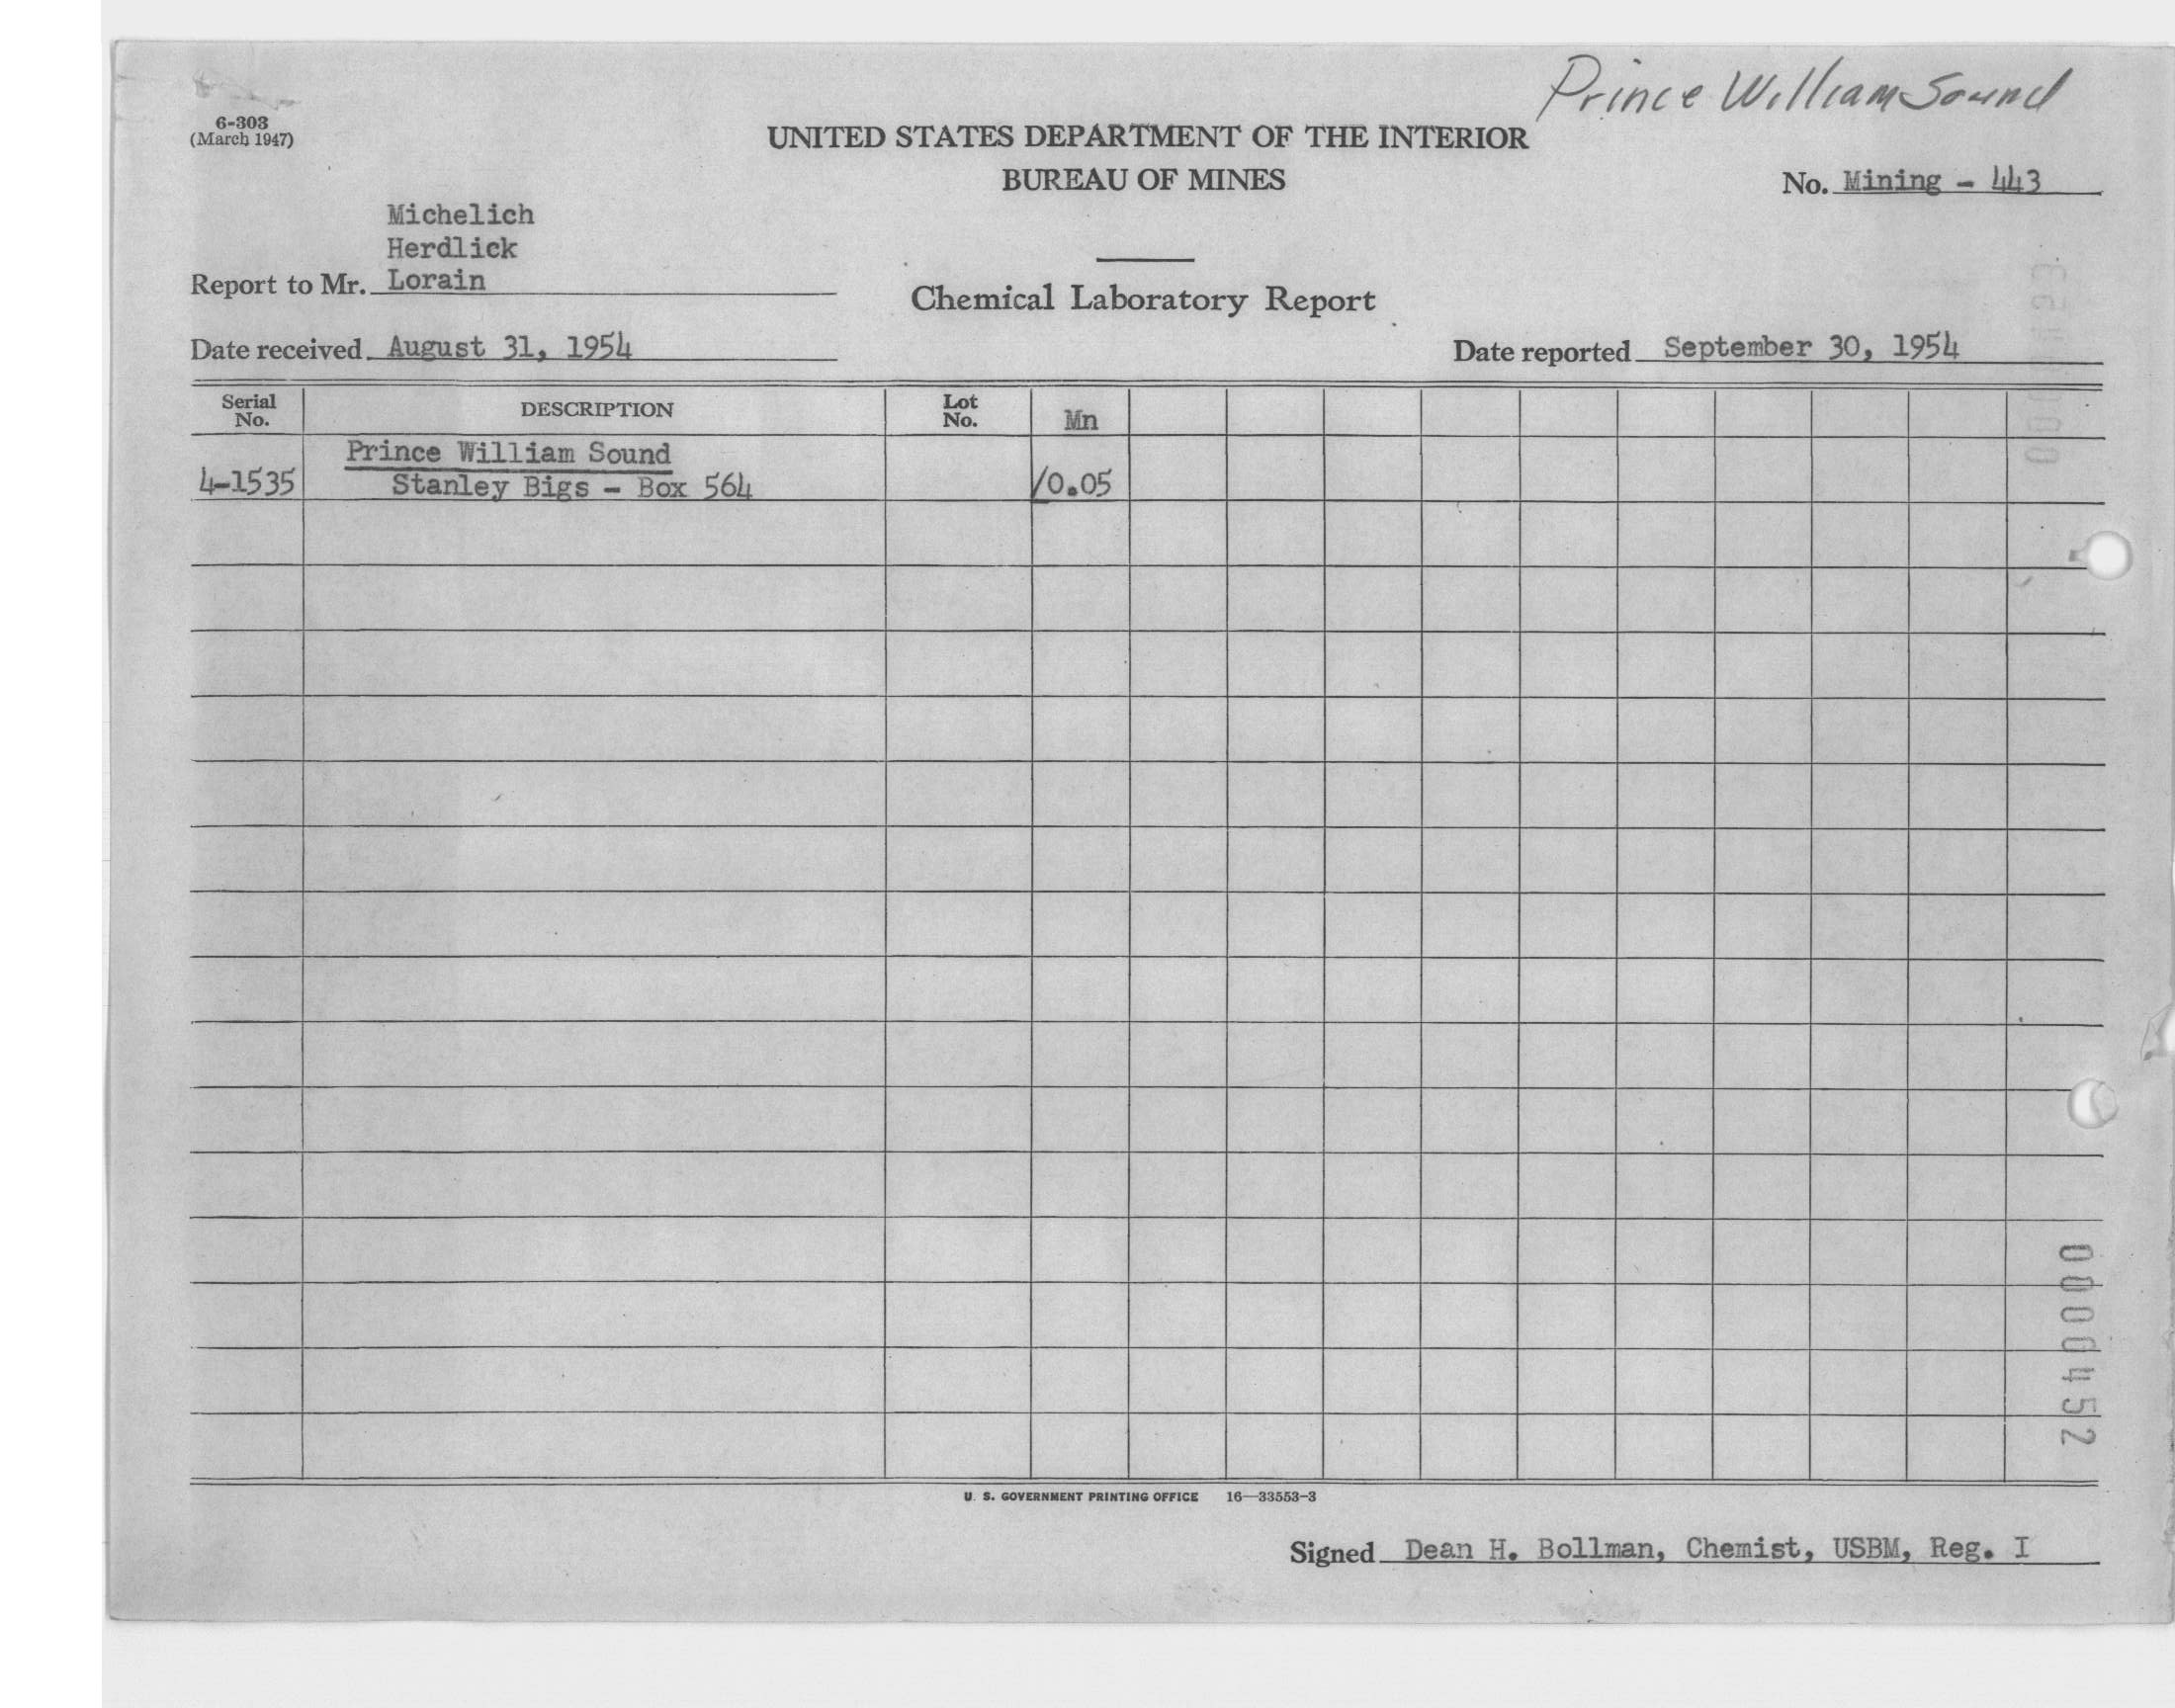 Prince William Sound
6-303
(March 1947)
UNITED STATES DEPARTMENT OF THE INTERIOR
BUREAU OF MINES
No. Mining - 443
Michelich
Herdlick
Report to Mr. Lorain
Chemical Laboratory Report
Date received August 31, 1954
Date reported September 30, 1954
Serial No. DESCRIPTION Lot No. Mn
Prince William Sound
4-1535 Stanley Bigs - Box 564 /0.05
0000452
U. S. GOVERNMENT PRINTING OFFICE 16—33553-3
Signed Dean H. Bollman, Chemist, USBM, Reg. I